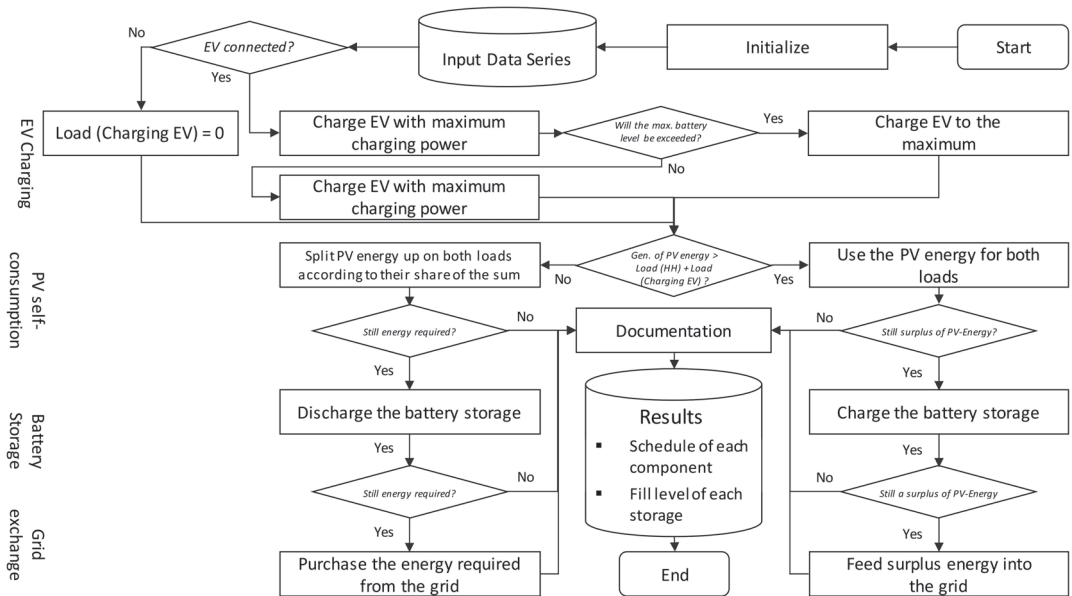 No
EV connected?
Yes
Input Data Series
Initialize
Start
EV Charging
Load (Charging EV) = 0
Charge EV with maximum
charging power
Will the max. battery
level be exceeded?
Yes
No
Charge EV to the
maximum
Charge EV with maximum
charging power
PV self-
consumption
Split PV energy up on both loads
according to their share of the sum
No
Gen. of PV energy >
Load (HH) + Load
(Charging EV) ?
Yes
Use the PV energy for both
loads
Still energy required?
No
Yes
Documentation
No
Still surplus of PV-Energy?
Yes
Battery
Storage
Discharge the battery storage
Yes
Results
▪ Schedule of each
component
▪ Fill level of each
storage
Charge the battery storage
Yes
Still energy required?
No
Yes
No
Still a surplus of PV-Energy
Yes
Grid
exchange
Purchase the energy required
from the grid
End
Feed surplus energy into
the grid